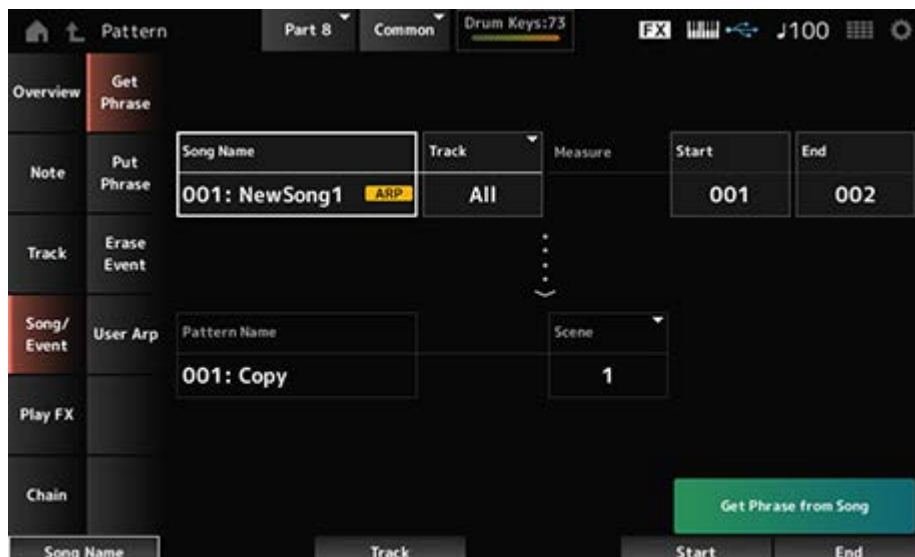 Pattern
Part 8
Common
Drum Keys:73
FX
♩100
Overview
Get
Phrase
Note
Put
Phrase
Song Name
Track
Measure
Start
End
001: NewSong1
ARP
All
001
002
Track
Erase
Event
Song/
Event
User Arp
Pattern Name
Scene
001: Copy
1
Play FX
Chain
Get Phrase from Song
Song Name
Track
Start
End